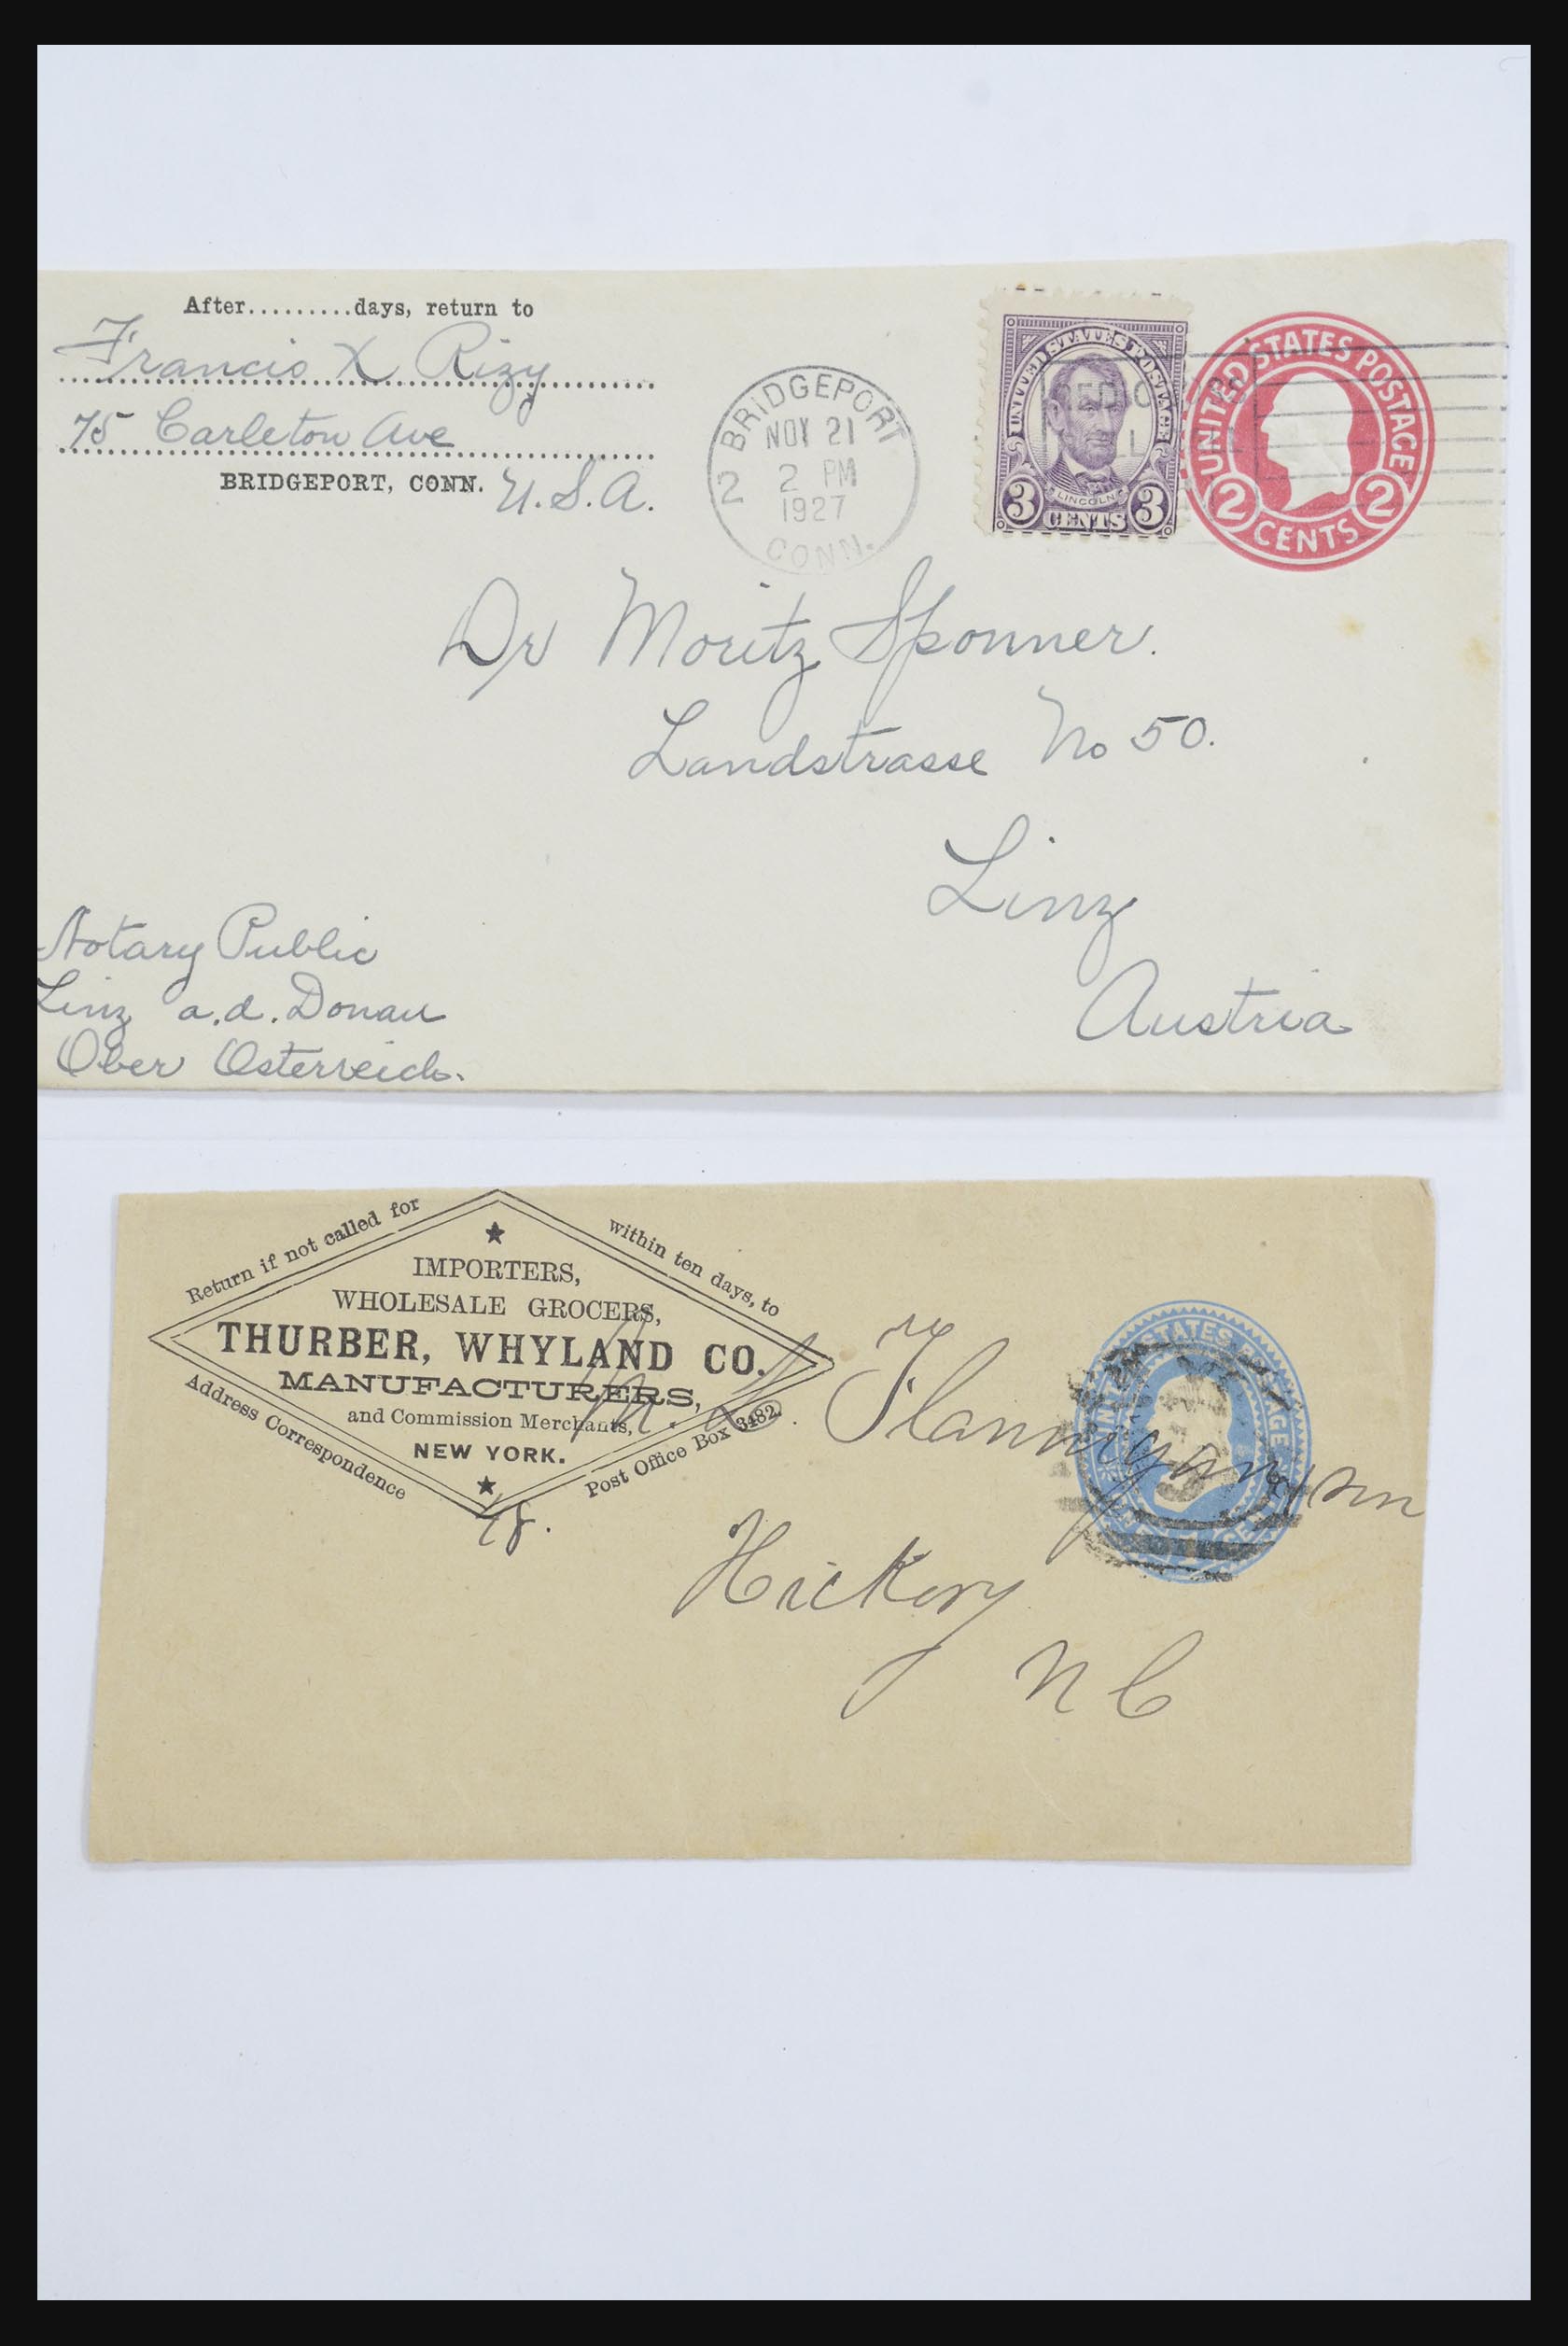 After.........days, return to
Francis X Rizy
75 Carleton Ave
BRIDGEPORT, CONN. U.S.A.
BRIDGEPORT
NOV 21
2 2 PM
1927
CONN.
UNITED STATES POSTAGE
LINCOLN
3 CENTS 3
UNITED STATES POSTAGE
2 CENTS 2
Dr Moritz Sponner.
Landstrasse No 50.
Linz
Austria
Notary Public
Linz a.d. Donau
Ober Osterreich.
Return if not called for within ten days, to
IMPORTERS,
WHOLESALE GROCERS,
THURBER, WHYLAND CO.
MANUFACTURERS,
and Commission Merchants,
NEW YORK.
Address Correspondence Post Office Box 3482.
Flannigan
Hickory
N C